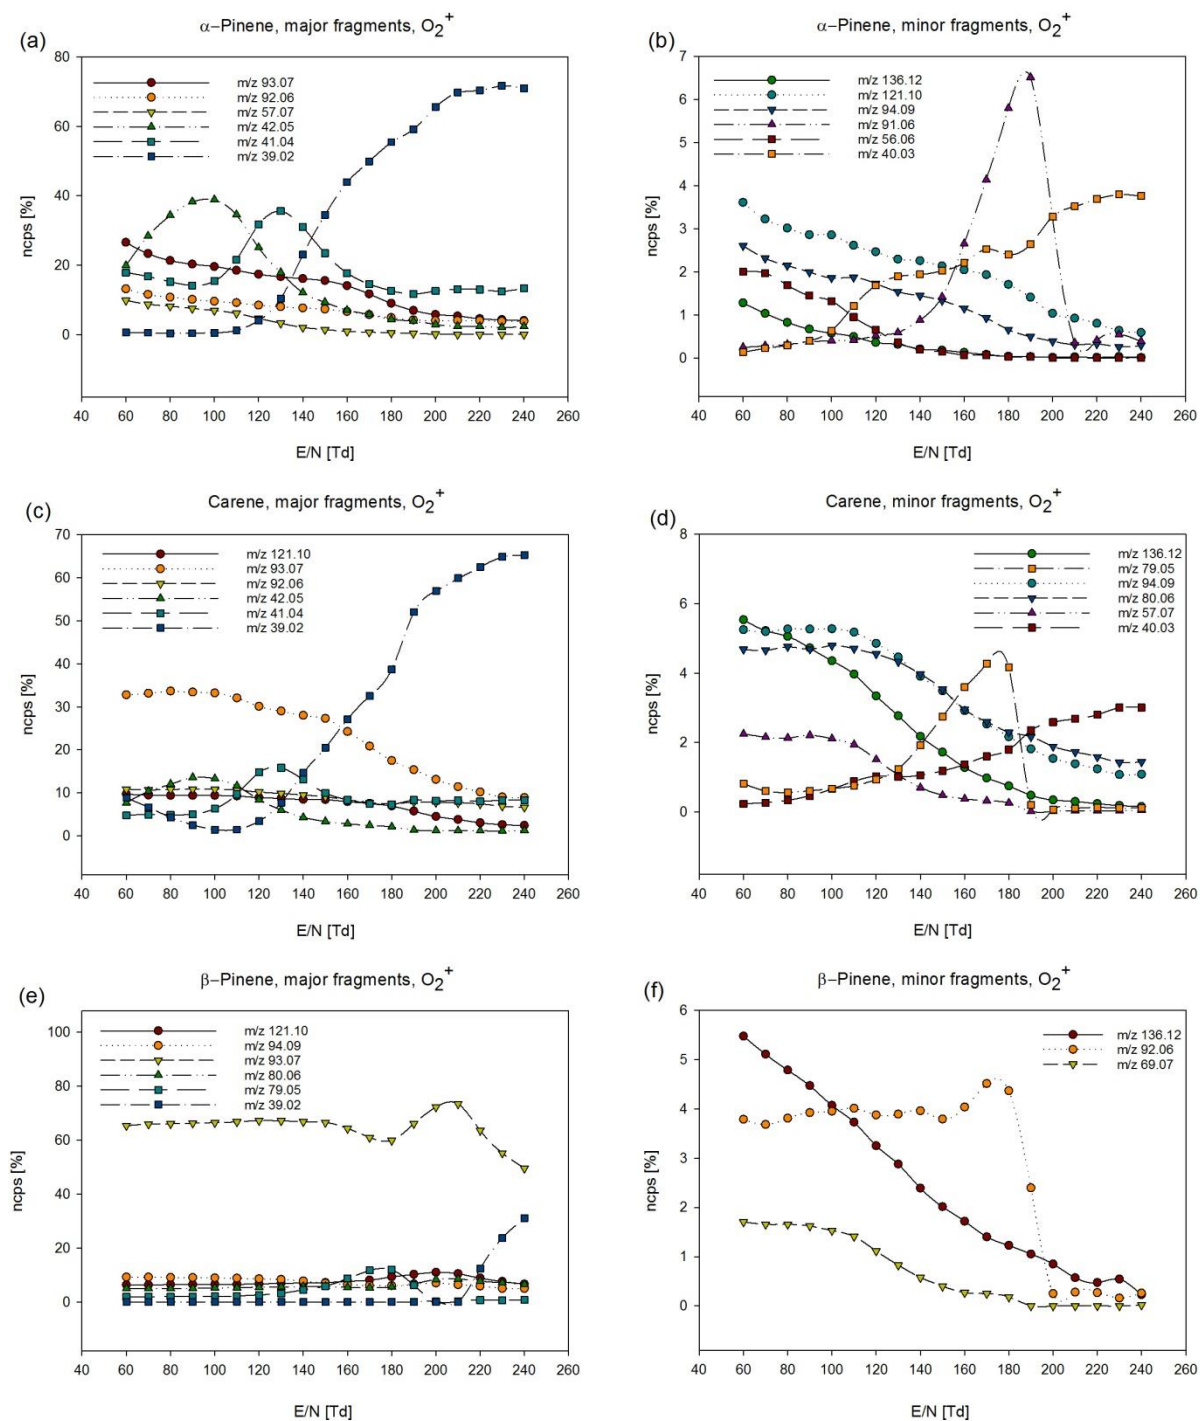 (a)
α–Pinene, major fragments, O2+
80
60
40
20
0
ncps [%]
m/z 93.07
m/z 92.06
m/z 57.07
m/z 42.05
m/z 41.04
m/z 39.02
40 60 80 100 120 140 160 180 200 220 240 260
E/N [Td]
(b)
α–Pinene, minor fragments, O2+
7
6
5
4
3
2
1
0
ncps [%]
m/z 136.12
m/z 121.10
m/z 94.09
m/z 91.06
m/z 56.06
m/z 40.03
40 60 80 100 120 140 160 180 200 220 240 260
E/N [Td]
(c)
Carene, major fragments, O2+
70
60
50
40
30
20
10
0
ncps [%]
m/z 121.10
m/z 93.07
m/z 92.06
m/z 42.05
m/z 41.04
m/z 39.02
40 60 80 100 120 140 160 180 200 220 240 260
E/N [Td]
(d)
Carene, minor fragments, O2+
8
6
4
2
0
ncps [%]
m/z 136.12
m/z 79.05
m/z 94.09
m/z 80.06
m/z 57.07
m/z 40.03
40 60 80 100 120 140 160 180 200 220 240 260
E/N [Td]
(e)
β–Pinene, major fragments, O2+
100
80
60
40
20
0
ncps [%]
m/z 121.10
m/z 94.09
m/z 93.07
m/z 80.06
m/z 79.05
m/z 39.02
40 60 80 100 120 140 160 180 200 220 240 260
E/N [Td]
(f)
β–Pinene, minor fragments, O2+
6
5
4
3
2
1
0
ncps [%]
m/z 136.12
m/z 92.06
m/z 69.07
40 60 80 100 120 140 160 180 200 220 240 260
E/N [Td]